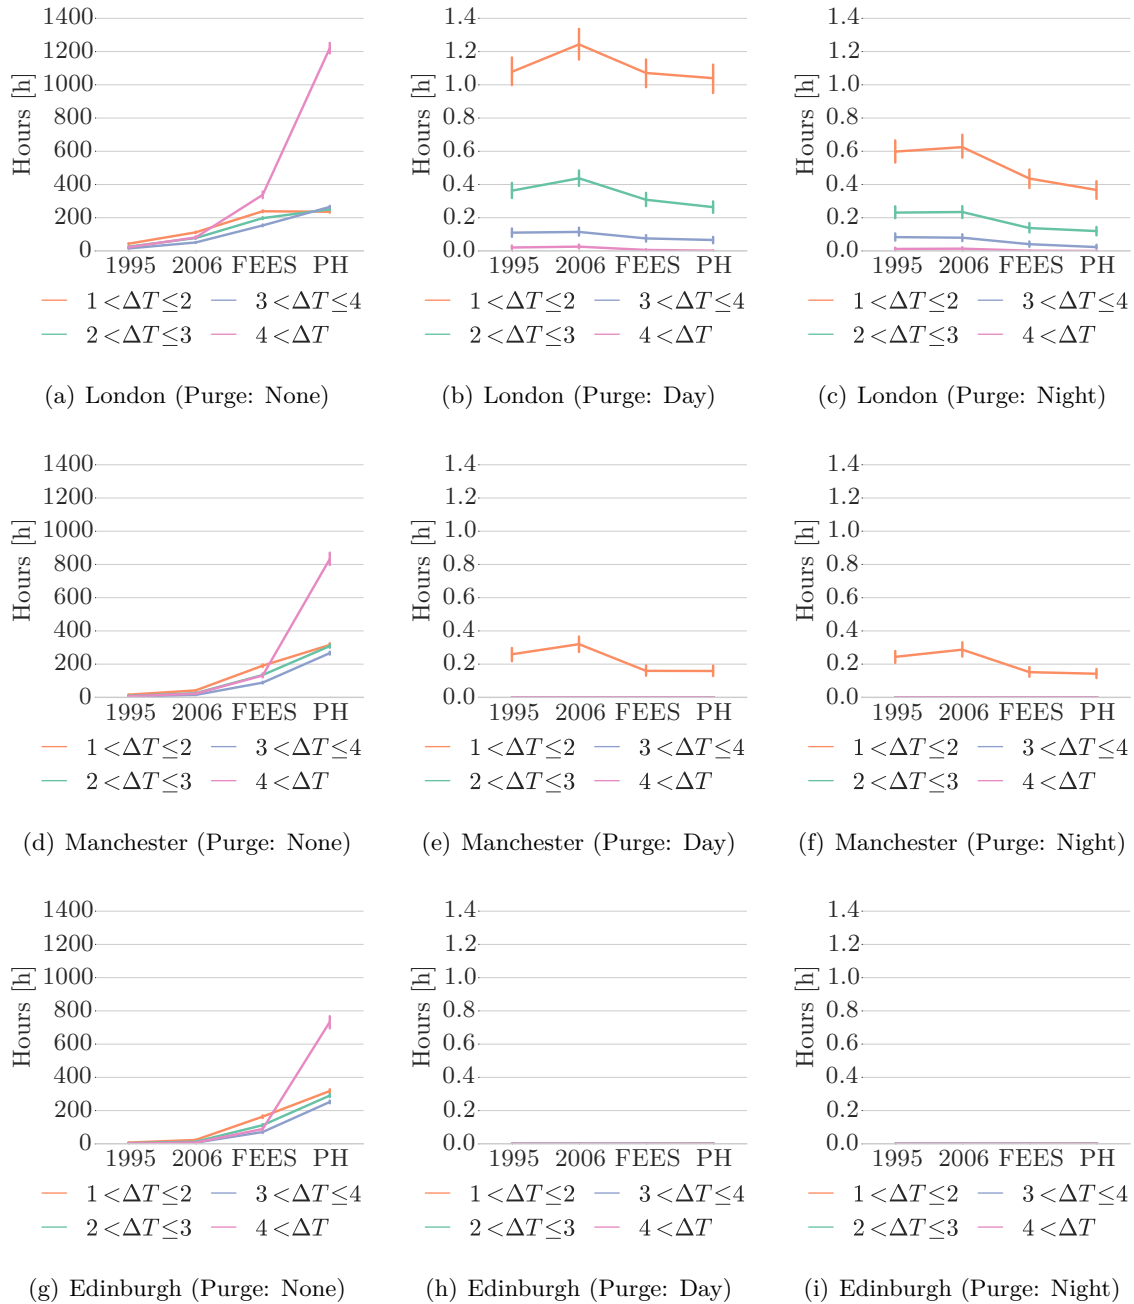 1400
1200
1000
800
600
400
200
0
Hours [h]
1995 2006 FEES PH
1 < ΔT ≤ 2 3 < ΔT ≤ 4
2 < ΔT ≤ 3 4 < ΔT
(a) London (Purge: None)
1.4
1.2
1.0
0.8
0.6
0.4
0.2
0.0
Hours [h]
1995 2006 FEES PH
1 < ΔT ≤ 2 3 < ΔT ≤ 4
2 < ΔT ≤ 3 4 < ΔT
(b) London (Purge: Day)
1.4
1.2
1.0
0.8
0.6
0.4
0.2
0.0
Hours [h]
1995 2006 FEES PH
1 < ΔT ≤ 2 3 < ΔT ≤ 4
2 < ΔT ≤ 3 4 < ΔT
(c) London (Purge: Night)
1400
1200
1000
800
600
400
200
0
Hours [h]
1995 2006 FEES PH
1 < ΔT ≤ 2 3 < ΔT ≤ 4
2 < ΔT ≤ 3 4 < ΔT
(d) Manchester (Purge: None)
1.4
1.2
1.0
0.8
0.6
0.4
0.2
0.0
Hours [h]
1995 2006 FEES PH
1 < ΔT ≤ 2 3 < ΔT ≤ 4
2 < ΔT ≤ 3 4 < ΔT
(e) Manchester (Purge: Day)
1.4
1.2
1.0
0.8
0.6
0.4
0.2
0.0
Hours [h]
1995 2006 FEES PH
1 < ΔT ≤ 2 3 < ΔT ≤ 4
2 < ΔT ≤ 3 4 < ΔT
(f) Manchester (Purge: Night)
1400
1200
1000
800
600
400
200
0
Hours [h]
1995 2006 FEES PH
1 < ΔT ≤ 2 3 < ΔT ≤ 4
2 < ΔT ≤ 3 4 < ΔT
(g) Edinburgh (Purge: None)
1.4
1.2
1.0
0.8
0.6
0.4
0.2
0.0
Hours [h]
1995 2006 FEES PH
1 < ΔT ≤ 2 3 < ΔT ≤ 4
2 < ΔT ≤ 3 4 < ΔT
(h) Edinburgh (Purge: Day)
1.4
1.2
1.0
0.8
0.6
0.4
0.2
0.0
Hours [h]
1995 2006 FEES PH
1 < ΔT ≤ 2 3 < ΔT ≤ 4
2 < ΔT ≤ 3 4 < ΔT
(i) Edinburgh (Purge: Night)